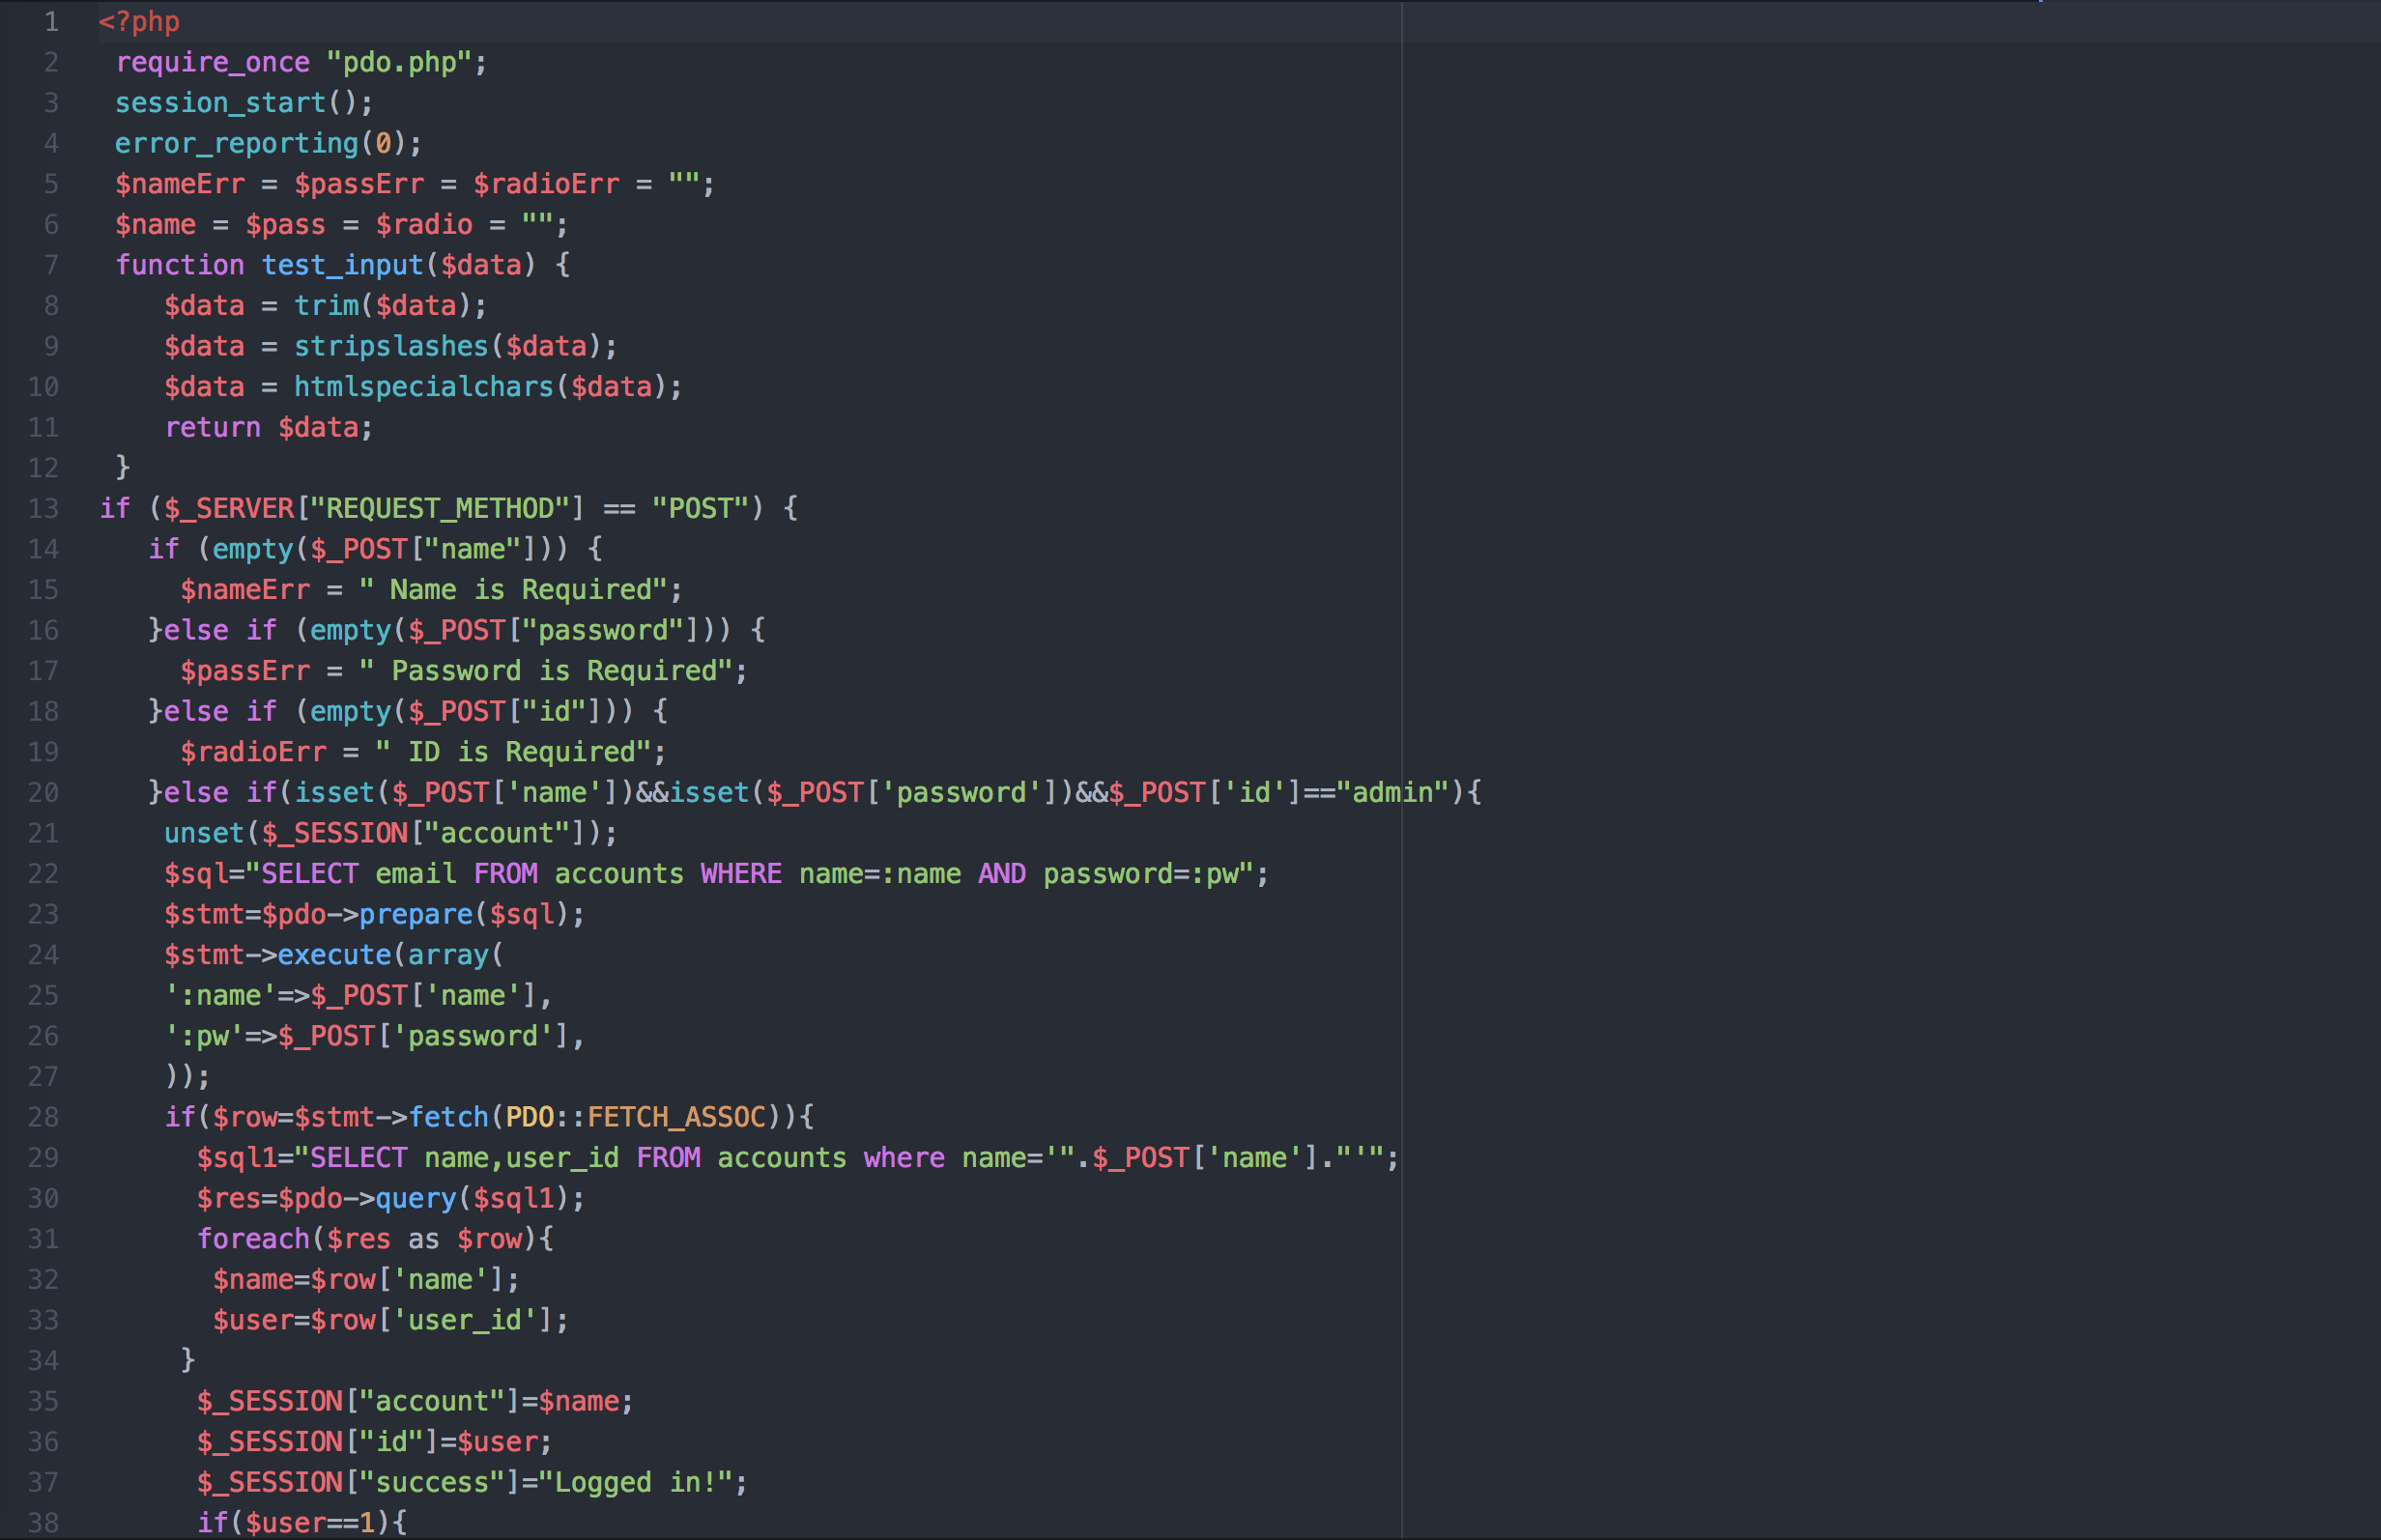 1 <?php
2 require_once "pdo.php";
3 session_start();
4 error_reporting(0);
5 $nameErr = $passErr = $radioErr = "";
6 $name = $pass = $radio = "";
7 function test_input($data) {
8 $data = trim($data);
9 $data = stripslashes($data);
10 $data = htmlspecialchars($data);
11 return $data;
12 }
13 if ($_SERVER["REQUEST_METHOD"] == "POST") {
14 if (empty($_POST["name"])) {
15 $nameErr = " Name is Required";
16 }else if (empty($_POST["password"])) {
17 $passErr = " Password is Required";
18 }else if (empty($_POST["id"])) {
19 $radioErr = " ID is Required";
20 }else if(isset($_POST['name'])&&isset($_POST['password'])&&$_POST['id']=="admin"){
21 unset($_SESSION["account"]);
22 $sql="SELECT email FROM accounts WHERE name=:name AND password=:pw";
23 $stmt=$pdo->prepare($sql);
24 $stmt->execute(array(
25 ':name'=>$_POST['name'],
26 ':pw'=>$_POST['password'],
27 ));
28 if($row=$stmt->fetch(PDO::FETCH_ASSOC)){
29 $sql1="SELECT name,user_id FROM accounts where name='".$_POST['name']."'";
30 $res=$pdo->query($sql1);
31 foreach($res as $row){
32 $name=$row['name'];
33 $user=$row['user_id'];
34 }
35 $_SESSION["account"]=$name;
36 $_SESSION["id"]=$user;
37 $_SESSION["success"]="Logged in!";
38 if($user==1){